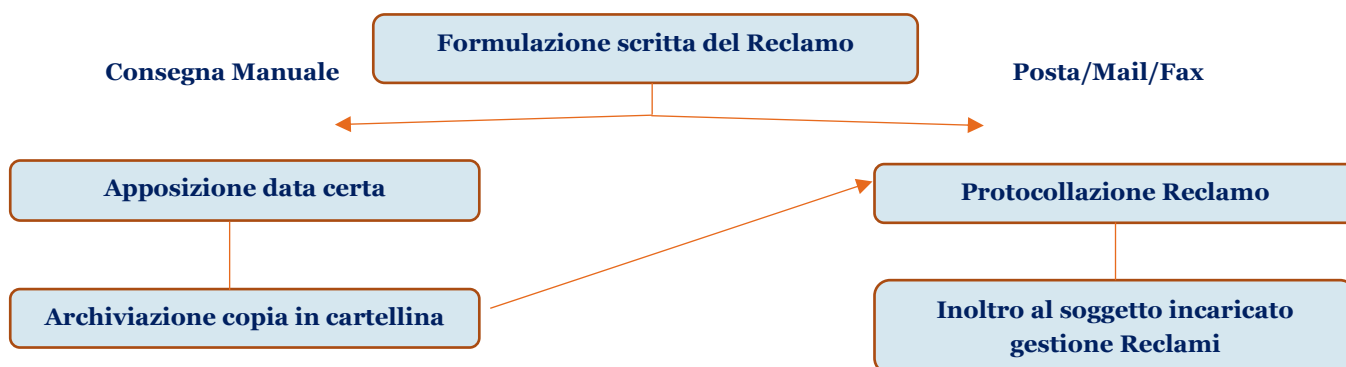 Formulazione scritta del Reclamo
Consegna Manuale
Posta/Mail/Fax
Apposizione data certa
Protocollazione Reclamo
Archiviazione copia in cartellina
Inoltro al soggetto incaricato
gestione Reclami